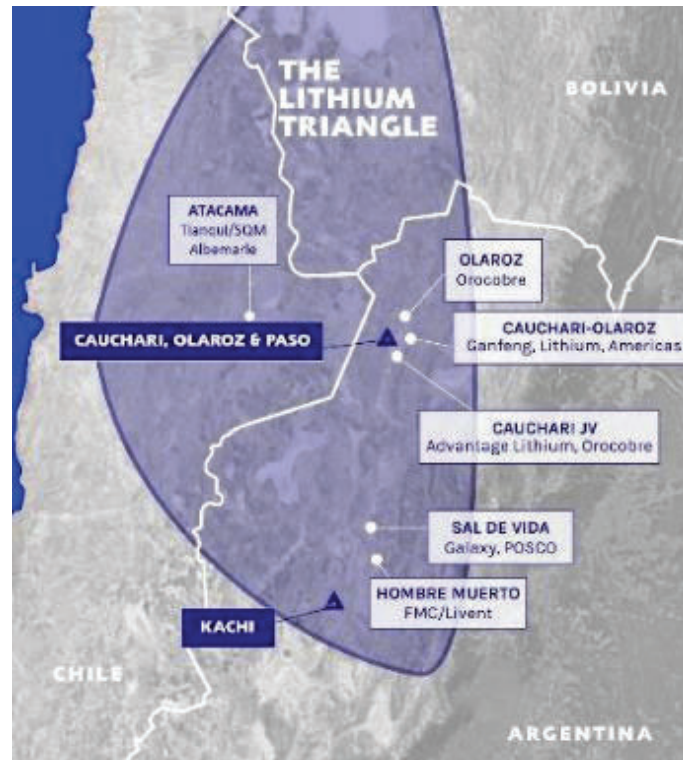 THE
LITHIUM
TRIANGLE
BOLIVIA
ATACAMA
Tianqui/SQM
Albemarle
OLAROZ
Orocobre
CAUCHARI, OLAROZ & PASO
CAUCHARI-OLAROZ
Ganfeng, Lithium, Americas
CAUCHARI JV
Advantage Lithium, Orocobre
SAL DE VIDA
Galaxy, POSCO
HOMBRE MUERTO
FMC/Livent
KACHI
CHILE
ARGENTINA